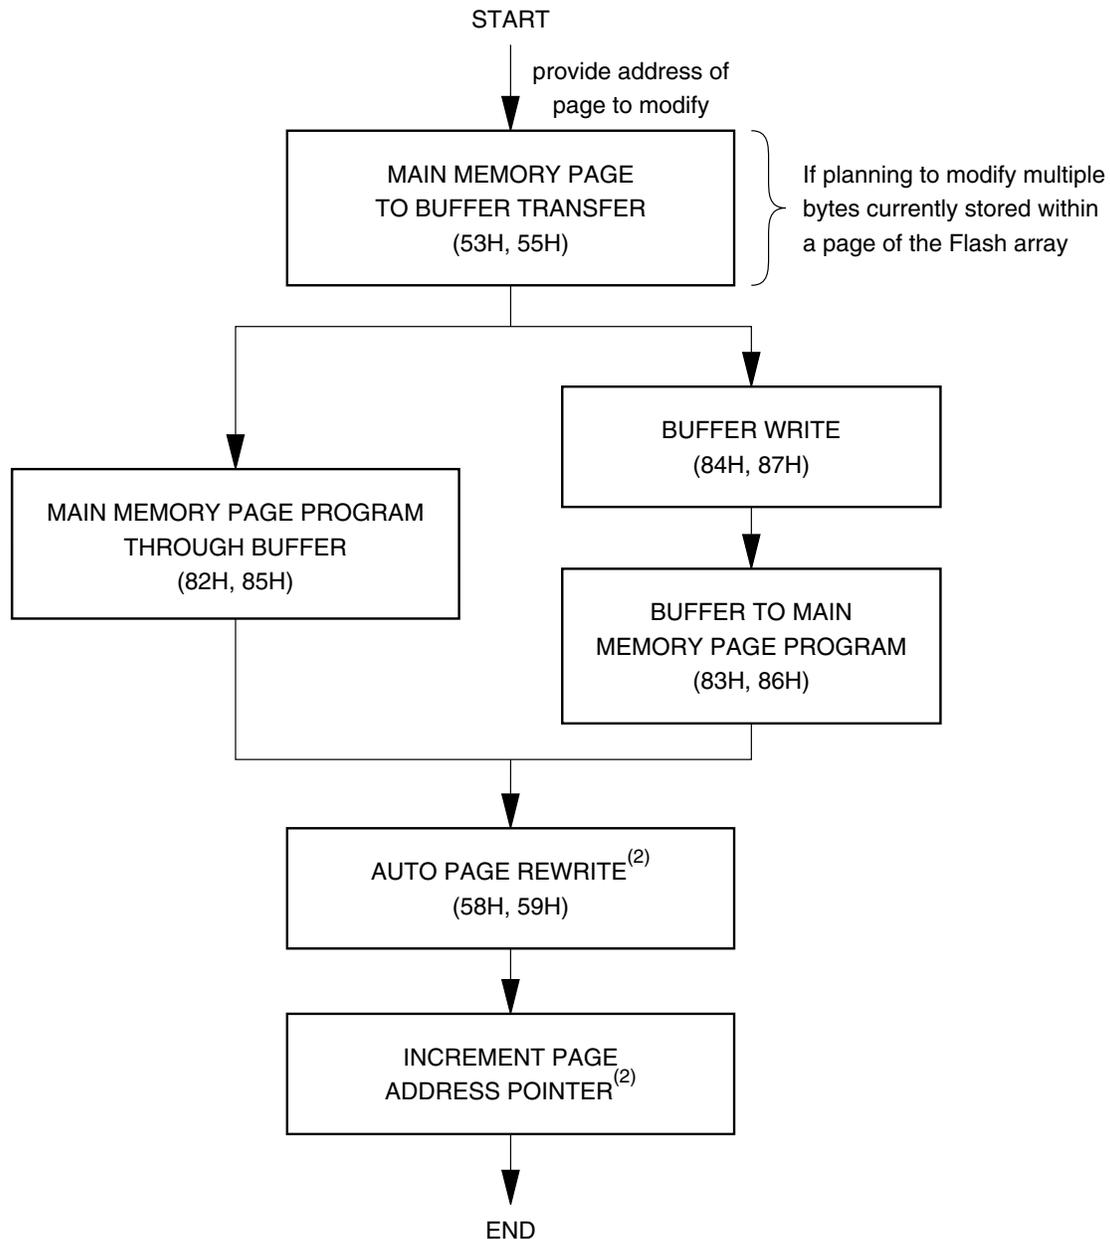 START
provide address of
page to modify
MAIN MEMORY PAGE
TO BUFFER TRANSFER
(53H, 55H)
If planning to modify multiple
bytes currently stored within
a page of the Flash array
MAIN MEMORY PAGE PROGRAM
THROUGH BUFFER
(82H, 85H)
BUFFER WRITE
(84H, 87H)
BUFFER TO MAIN
MEMORY PAGE PROGRAM
(83H, 86H)
AUTO PAGE REWRITE(2)
(58H, 59H)
INCREMENT PAGE
ADDRESS POINTER(2)
END